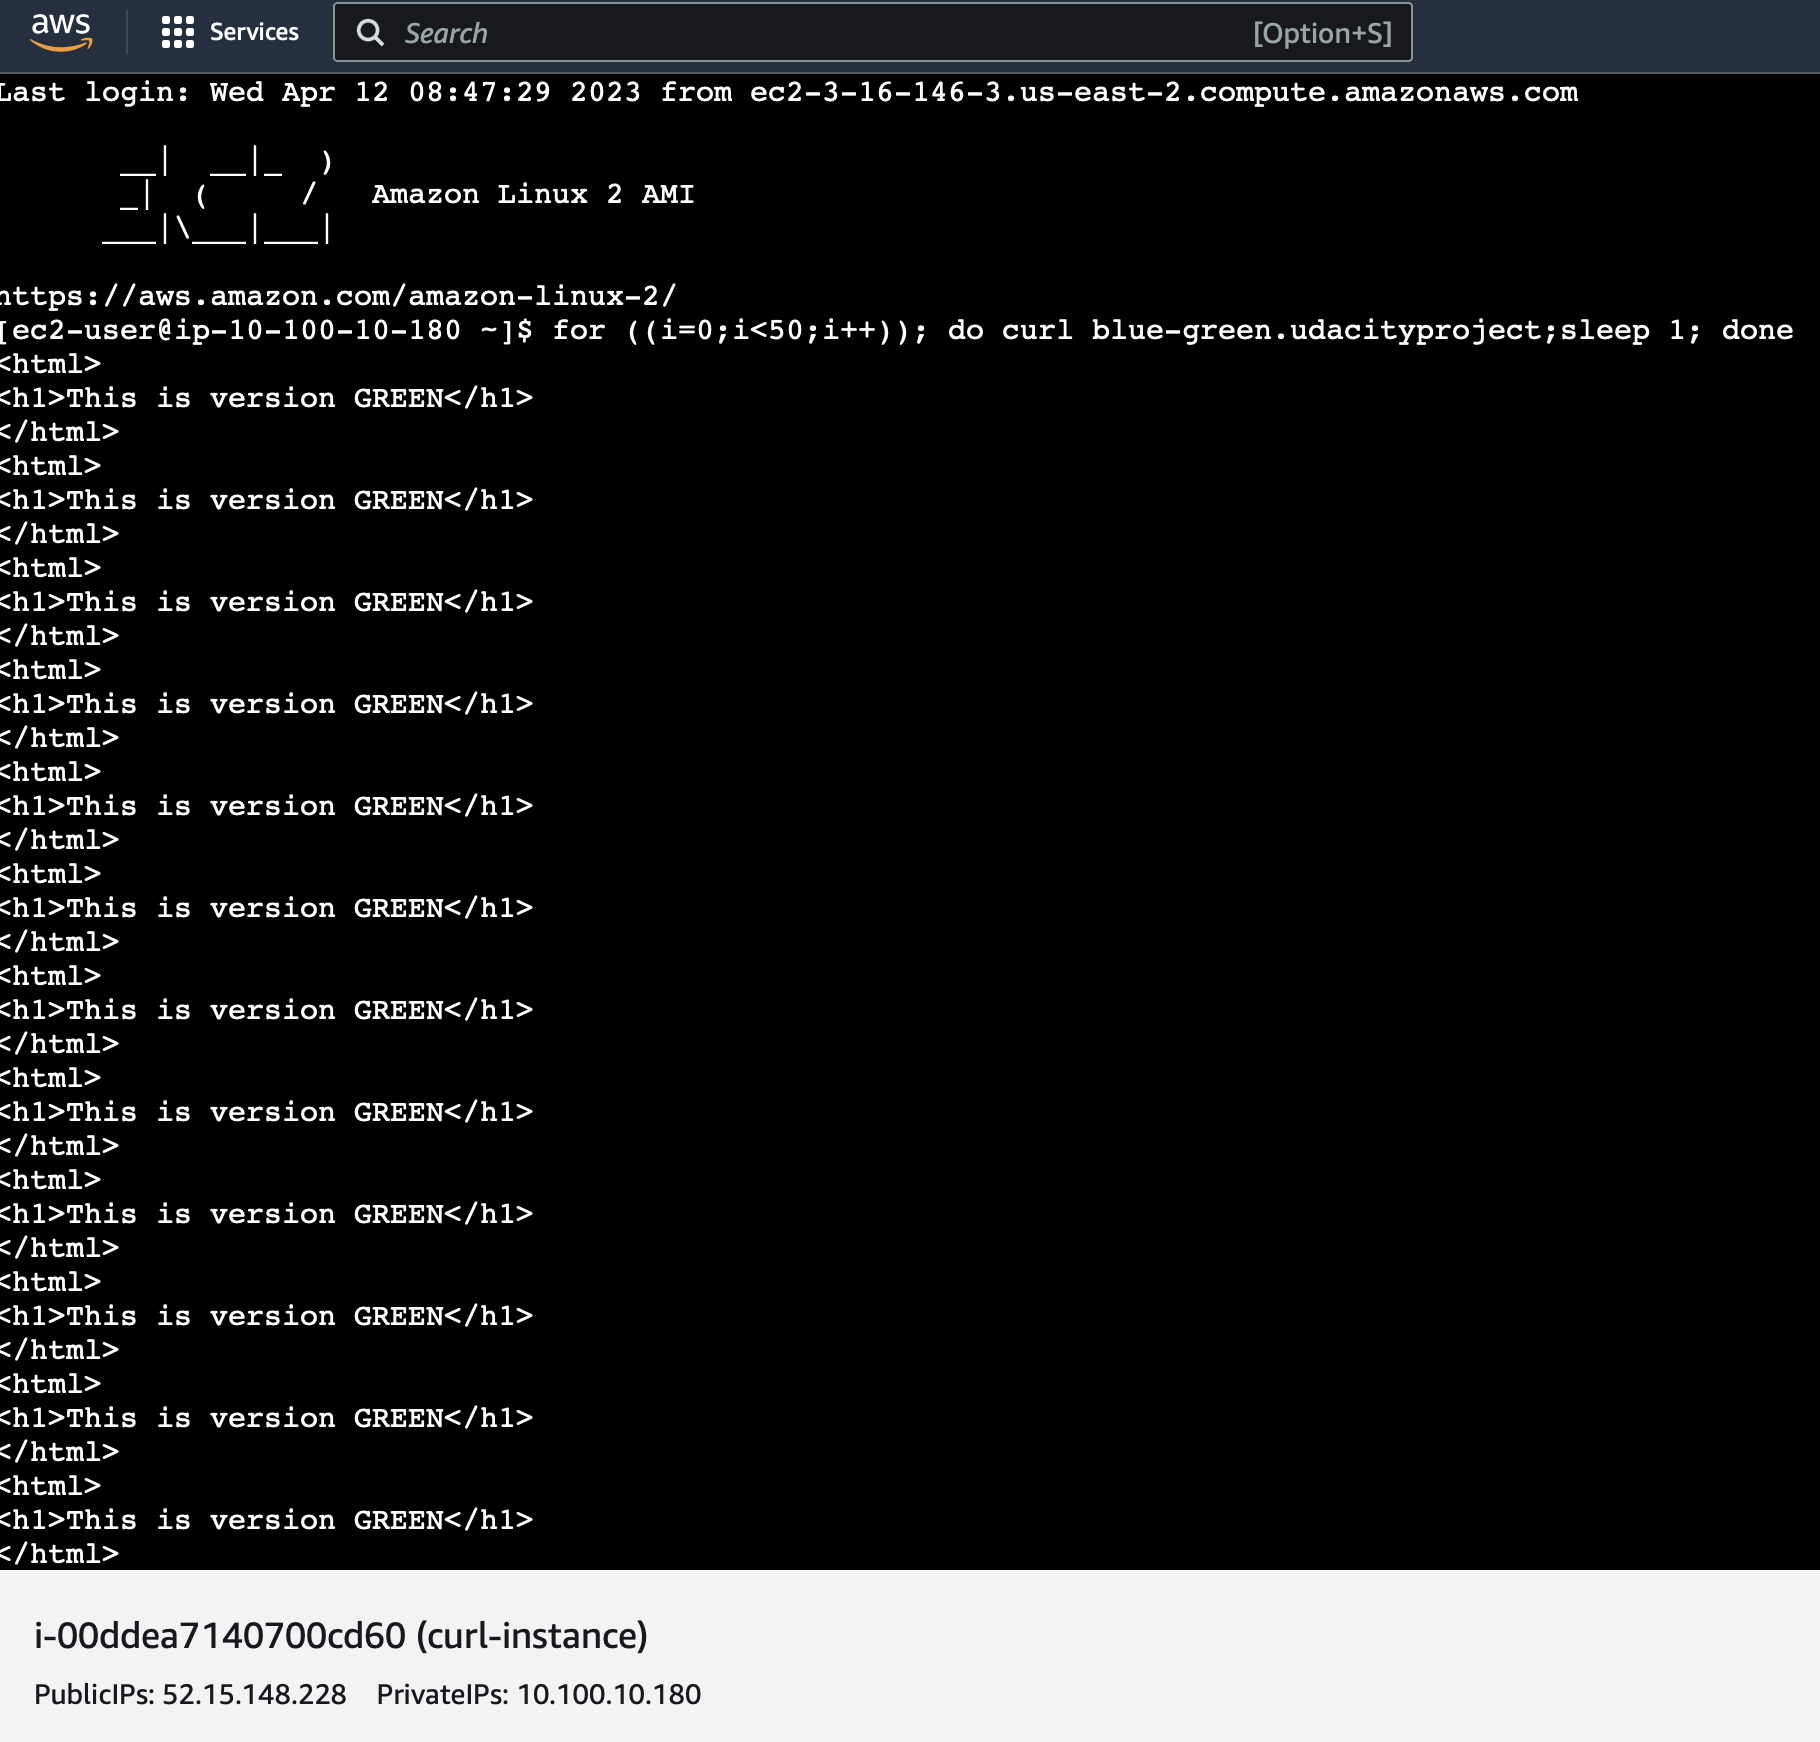 aws Services Search [Option+S]
Last login: Wed Apr 12 08:47:29 2023 from ec2-3-16-146-3.us-east-2.compute.amazonaws.com
       __|  __|_  )
       _|  (     /   Amazon Linux 2 AMI
      ___|\___|___|
https://aws.amazon.com/amazon-linux-2/
[ec2-user@ip-10-100-10-180 ~]$ for ((i=0;i<50;i++)); do curl blue-green.udacityproject;sleep 1; done
<html>
<h1>This is version GREEN</h1>
</html>
<html>
<h1>This is version GREEN</h1>
</html>
<html>
<h1>This is version GREEN</h1>
</html>
<html>
<h1>This is version GREEN</h1>
</html>
<html>
<h1>This is version GREEN</h1>
</html>
<html>
<h1>This is version GREEN</h1>
</html>
<html>
<h1>This is version GREEN</h1>
</html>
<html>
<h1>This is version GREEN</h1>
</html>
<html>
<h1>This is version GREEN</h1>
</html>
<html>
<h1>This is version GREEN</h1>
</html>
<html>
<h1>This is version GREEN</h1>
</html>
<html>
<h1>This is version GREEN</h1>
</html>
i-00ddea7140700cd60 (curl-instance)
PublicIPs: 52.15.148.228 PrivateIPs: 10.100.10.180